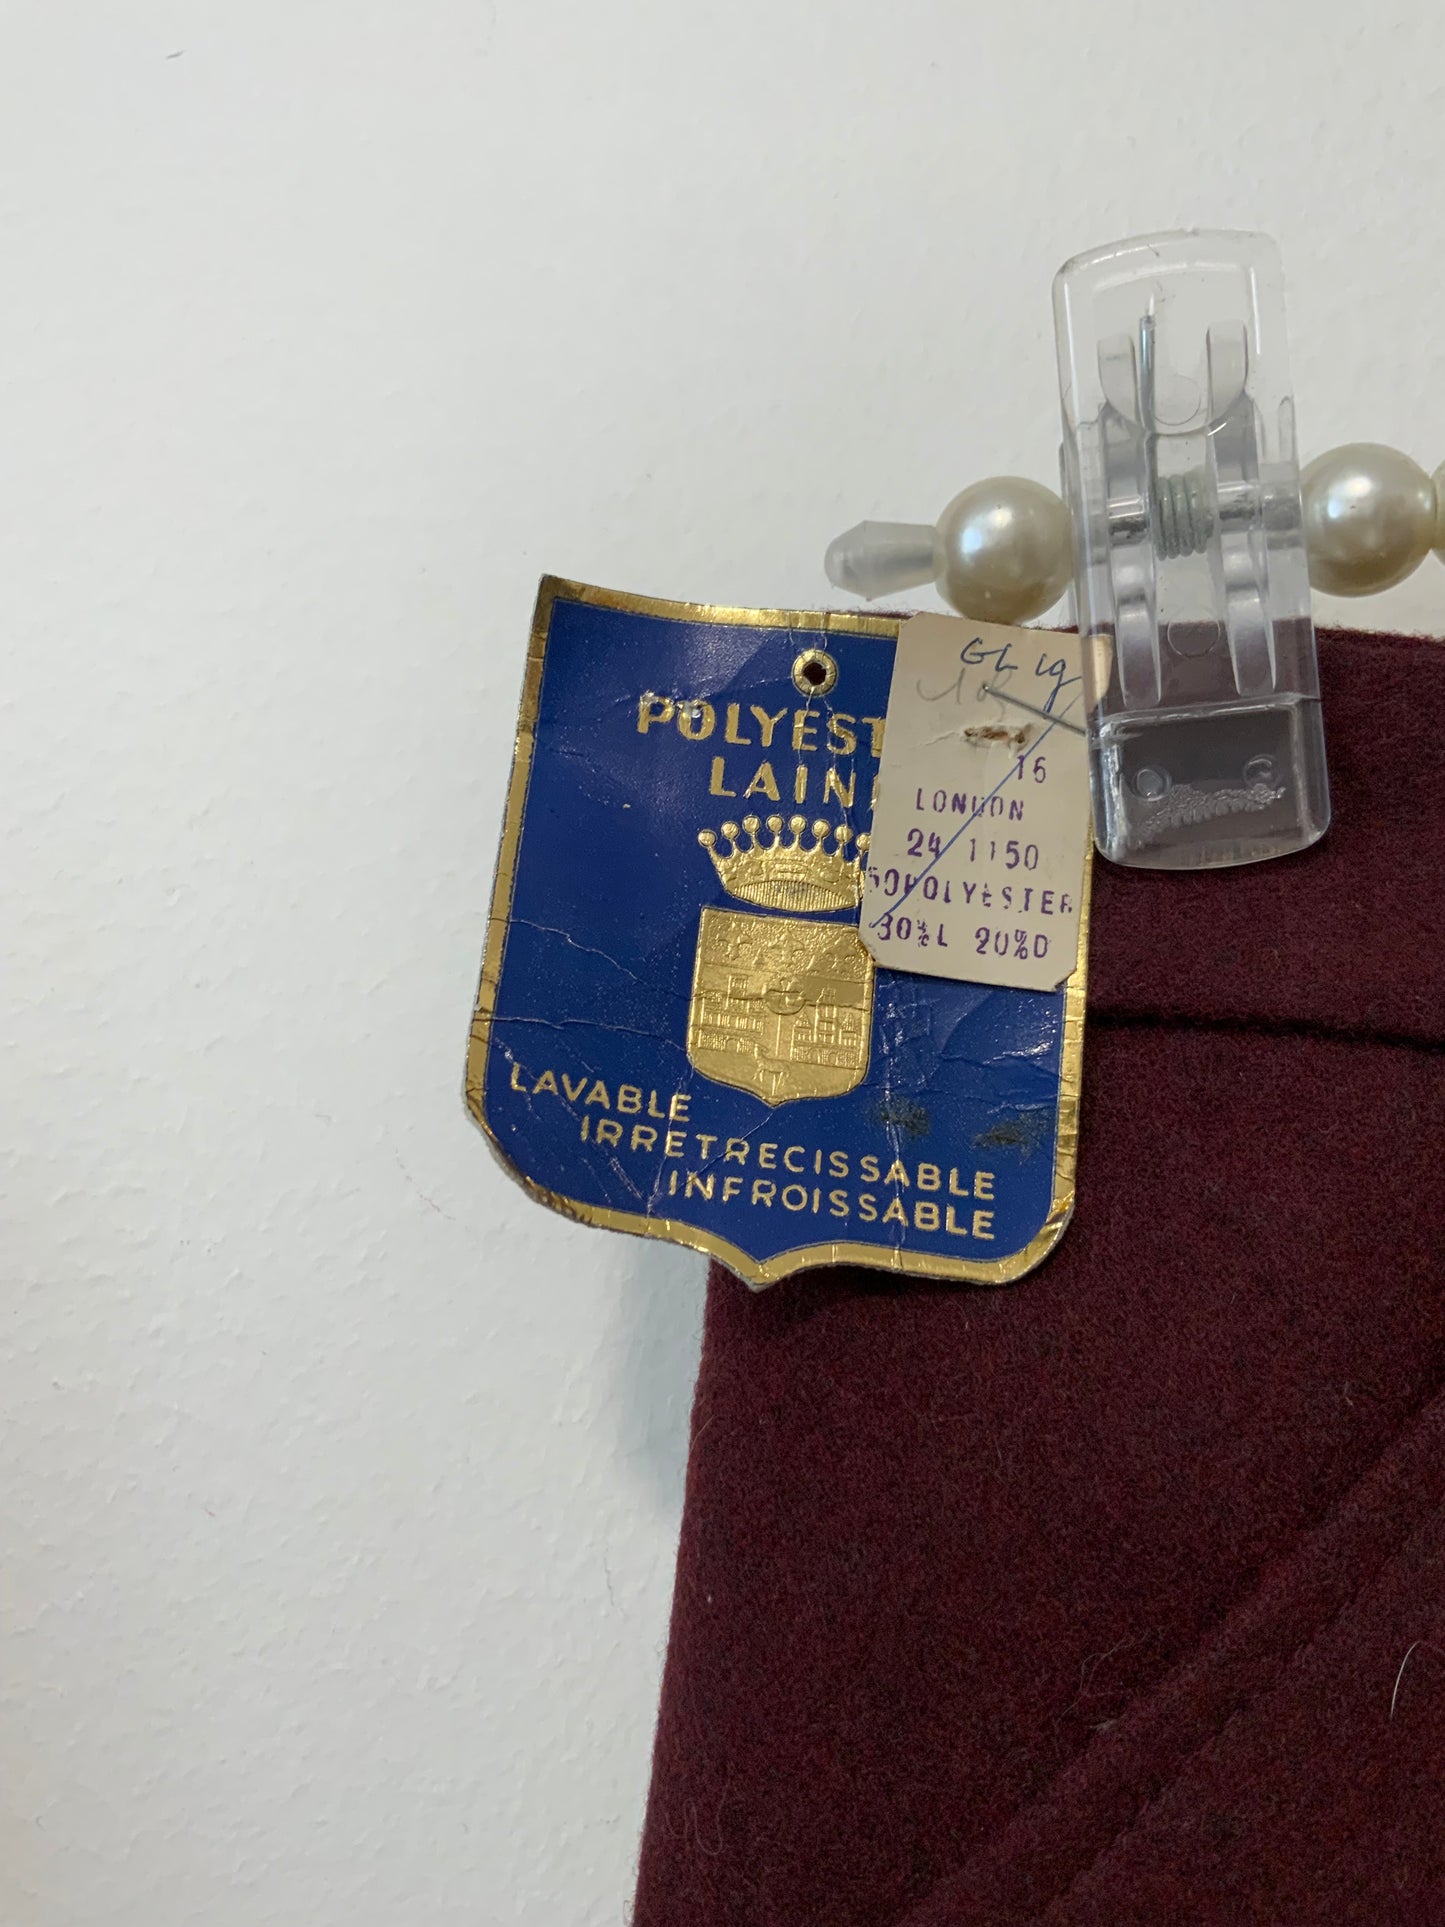 POLYEST
LAIN
LAVABLE
IRRETRECISSABLE
INFROISSABLE
GL 19
16
LONDON
24 1150
50POLYESTER
30%L 20%D